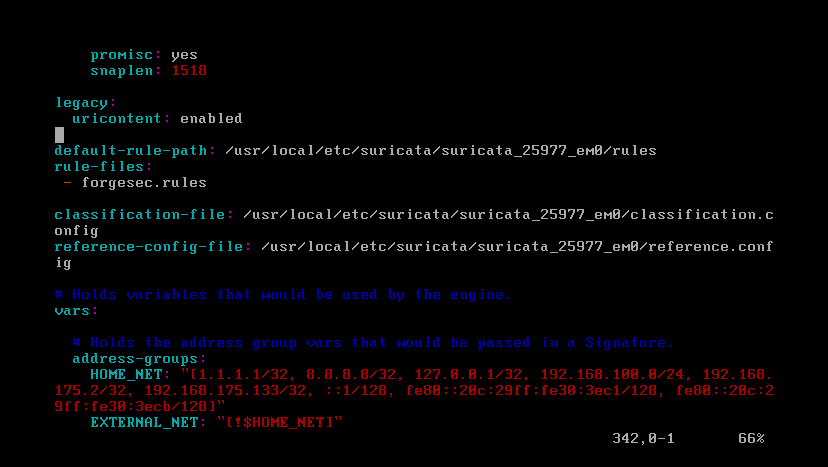 promisc: yes
snaplen: 1518
legacy:
uricontent: enabled
default-rule-path: /usr/local/etc/suricata/suricata_25977_em0/rules
rule-files:
- forgesec.rules
classification-file: /usr/local/etc/suricata/suricata_25977_em0/classification.c
onfig
reference-config-file: /usr/local/etc/suricata/suricata_25977_em0/reference.conf
ig
# Holds variables that would be used by the engine.
vars:
# Holds the address group vars that would be passed in a Signature.
address-groups:
HOME_NET: "[1.1.1.1/32, 8.8.8.8/32, 127.0.0.1/32, 192.168.100.0/24, 192.168.
175.2/32, 192.168.175.133/32, ::1/128, fe80::20c:29ff:fe30:3ec1/128, fe80::20c:2
9ff:fe30:3ecb/128]"
EXTERNAL_NET: "[!$HOME_NET]"
342,0-1 66%